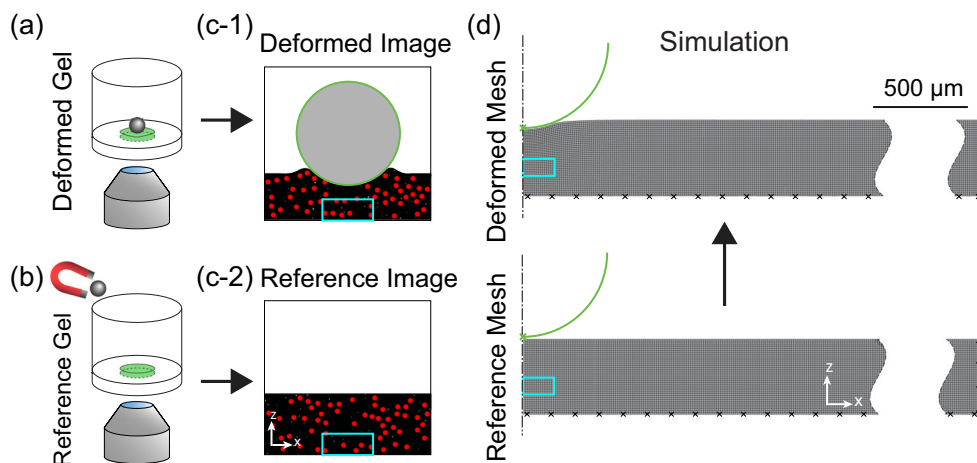 (a)
Deformed Gel
(c-1)
Deformed Image
(b)
Reference Gel
(c-2)
Reference Image
z
x
(d)
Simulation
500 μm
Deformed Mesh
Reference Mesh
z
x